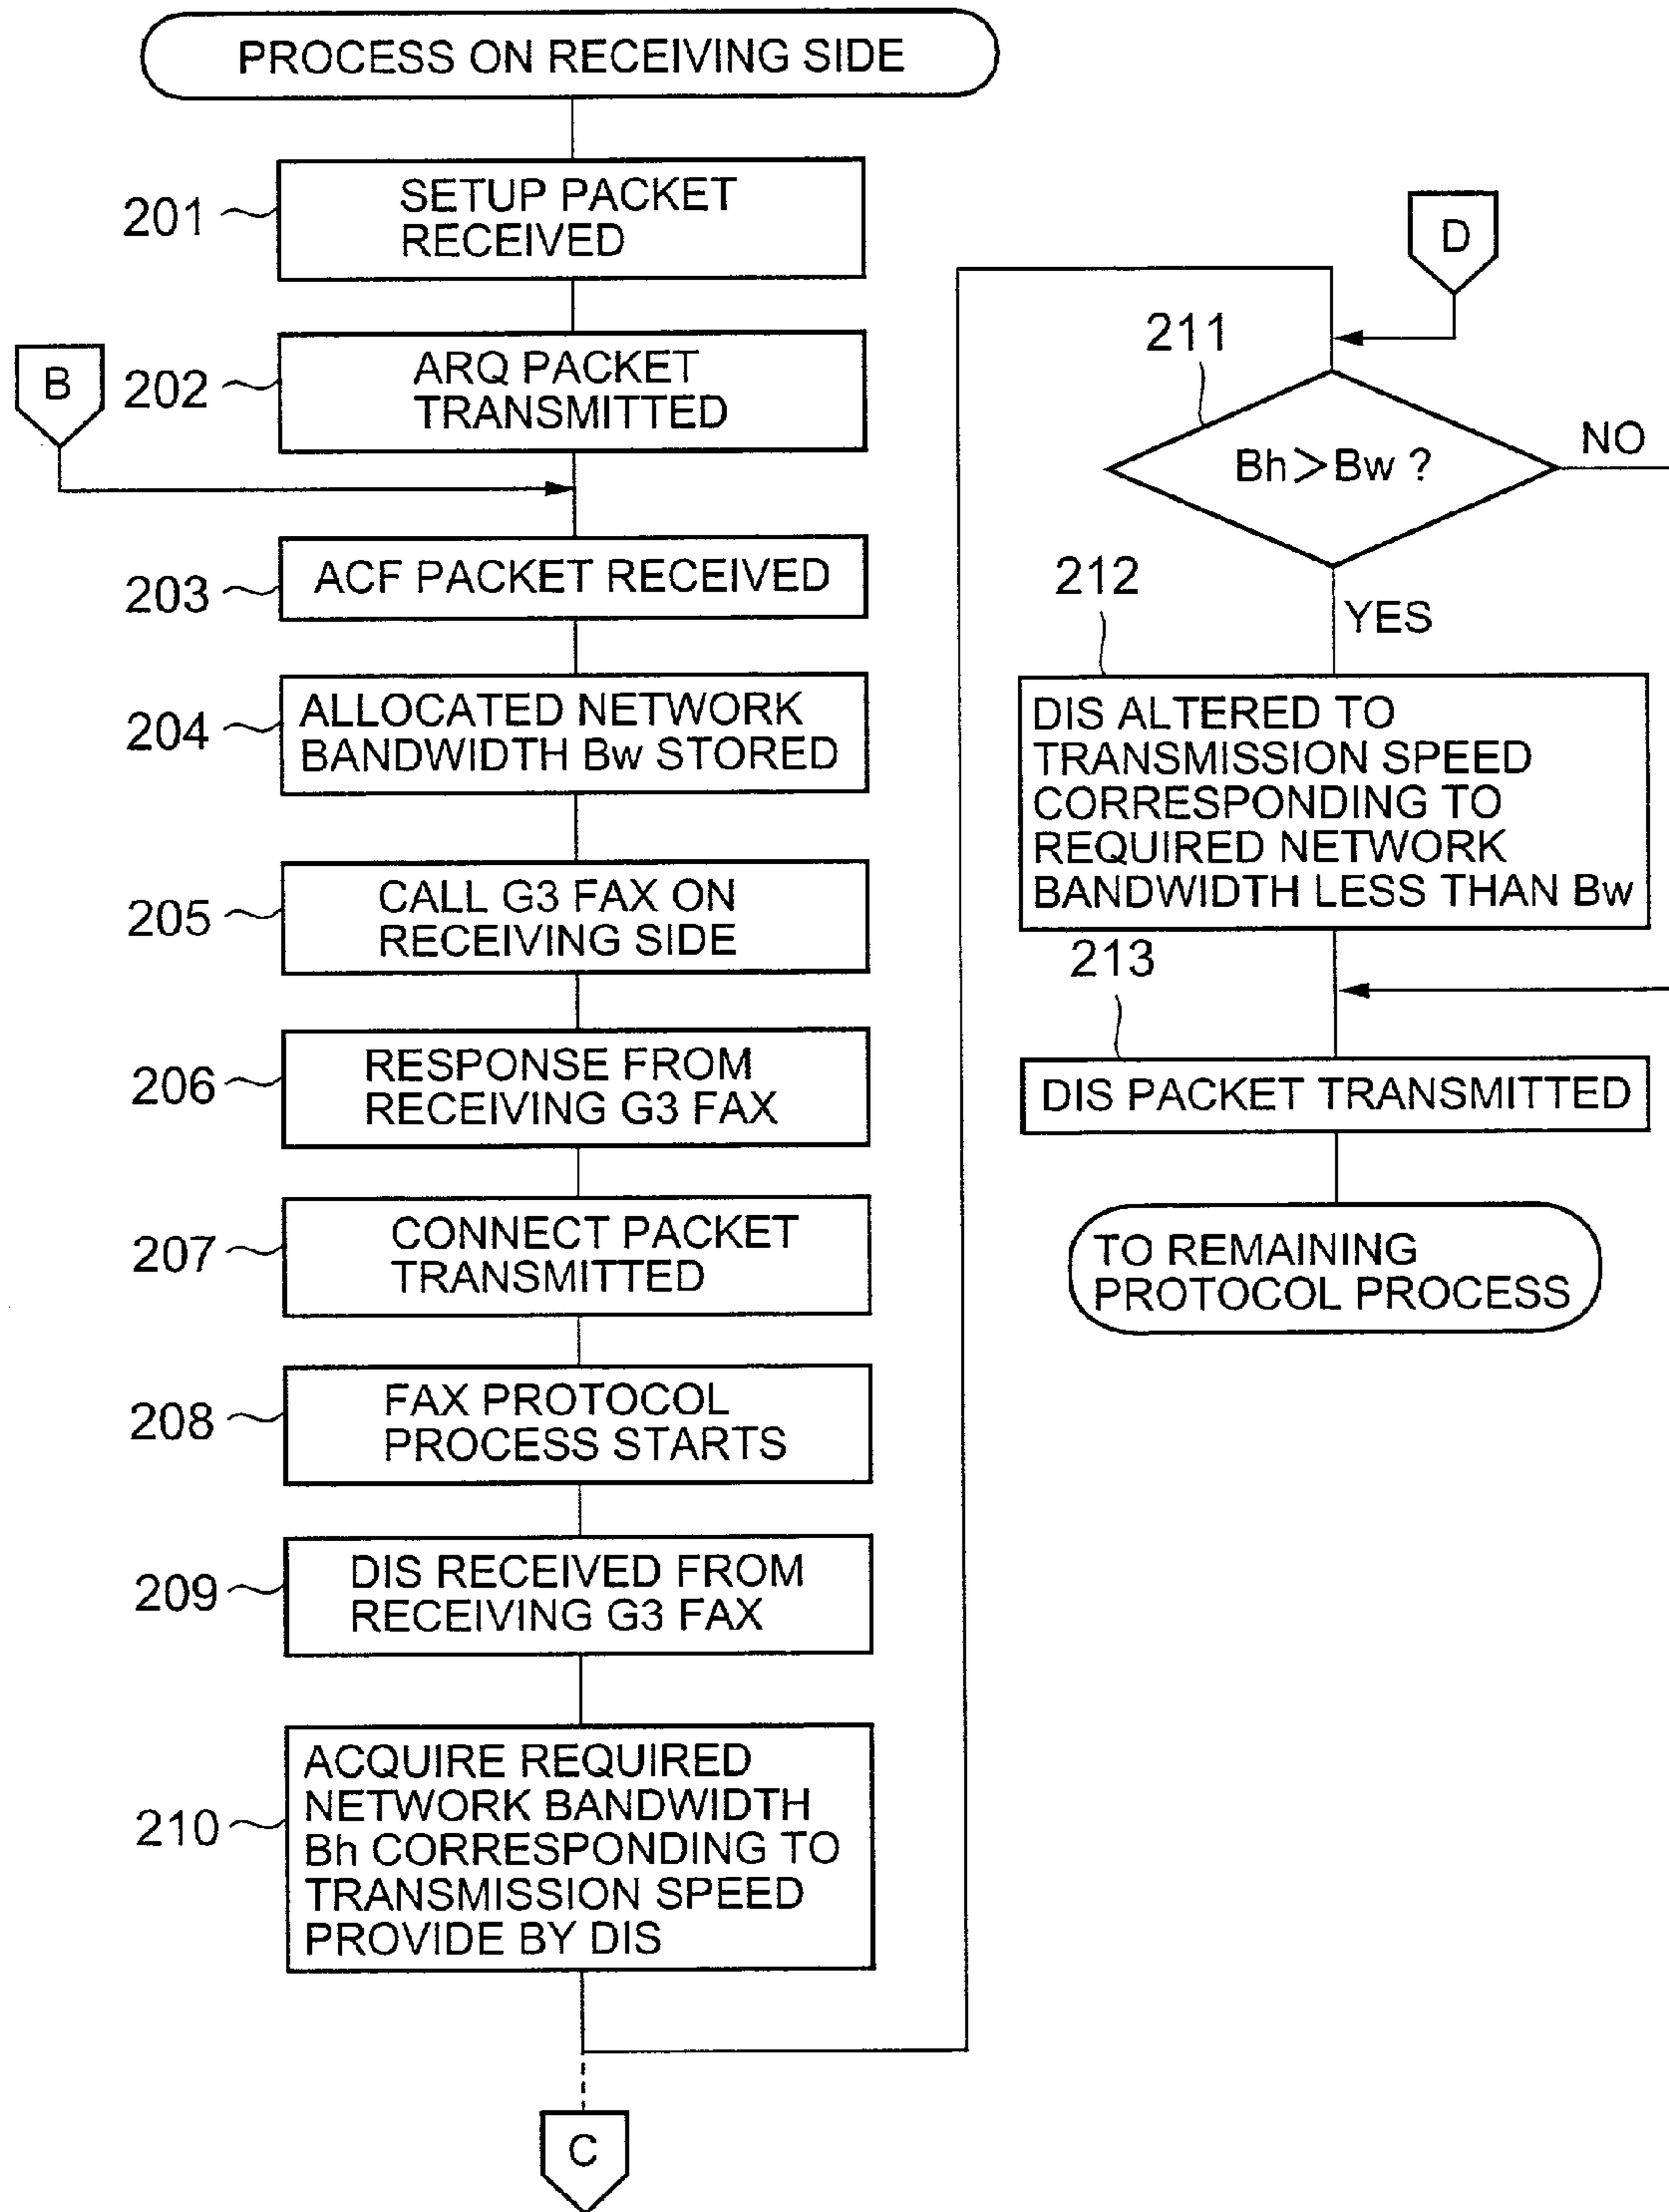 PROCESS ON RECEIVING SIDE
201
SETUP PACKET
RECEIVED
B
202
ARQ PACKET
TRANSMITTED
203
ACF PACKET RECEIVED
204
ALLOCATED NETWORK
BANDWIDTH Bw STORED
205
CALL G3 FAX ON
RECEIVING SIDE
206
RESPONSE FROM
RECEIVING G3 FAX
207
CONNECT PACKET
TRANSMITTED
208
FAX PROTOCOL
PROCESS STARTS
209
DIS RECEIVED FROM
RECEIVING G3 FAX
210
ACQUIRE REQUIRED
NETWORK BANDWIDTH
Bh CORRESPONDING TO
TRANSMISSION SPEED
PROVIDE BY DIS
C
D
211
Bh>Bw ?
NO
YES
212
DIS ALTERED TO
TRANSMISSION SPEED
CORRESPONDING TO
REQUIRED NETWORK
BANDWIDTH LESS THAN Bw
213
DIS PACKET TRANSMITTED
TO REMAINING
PROTOCOL PROCESS